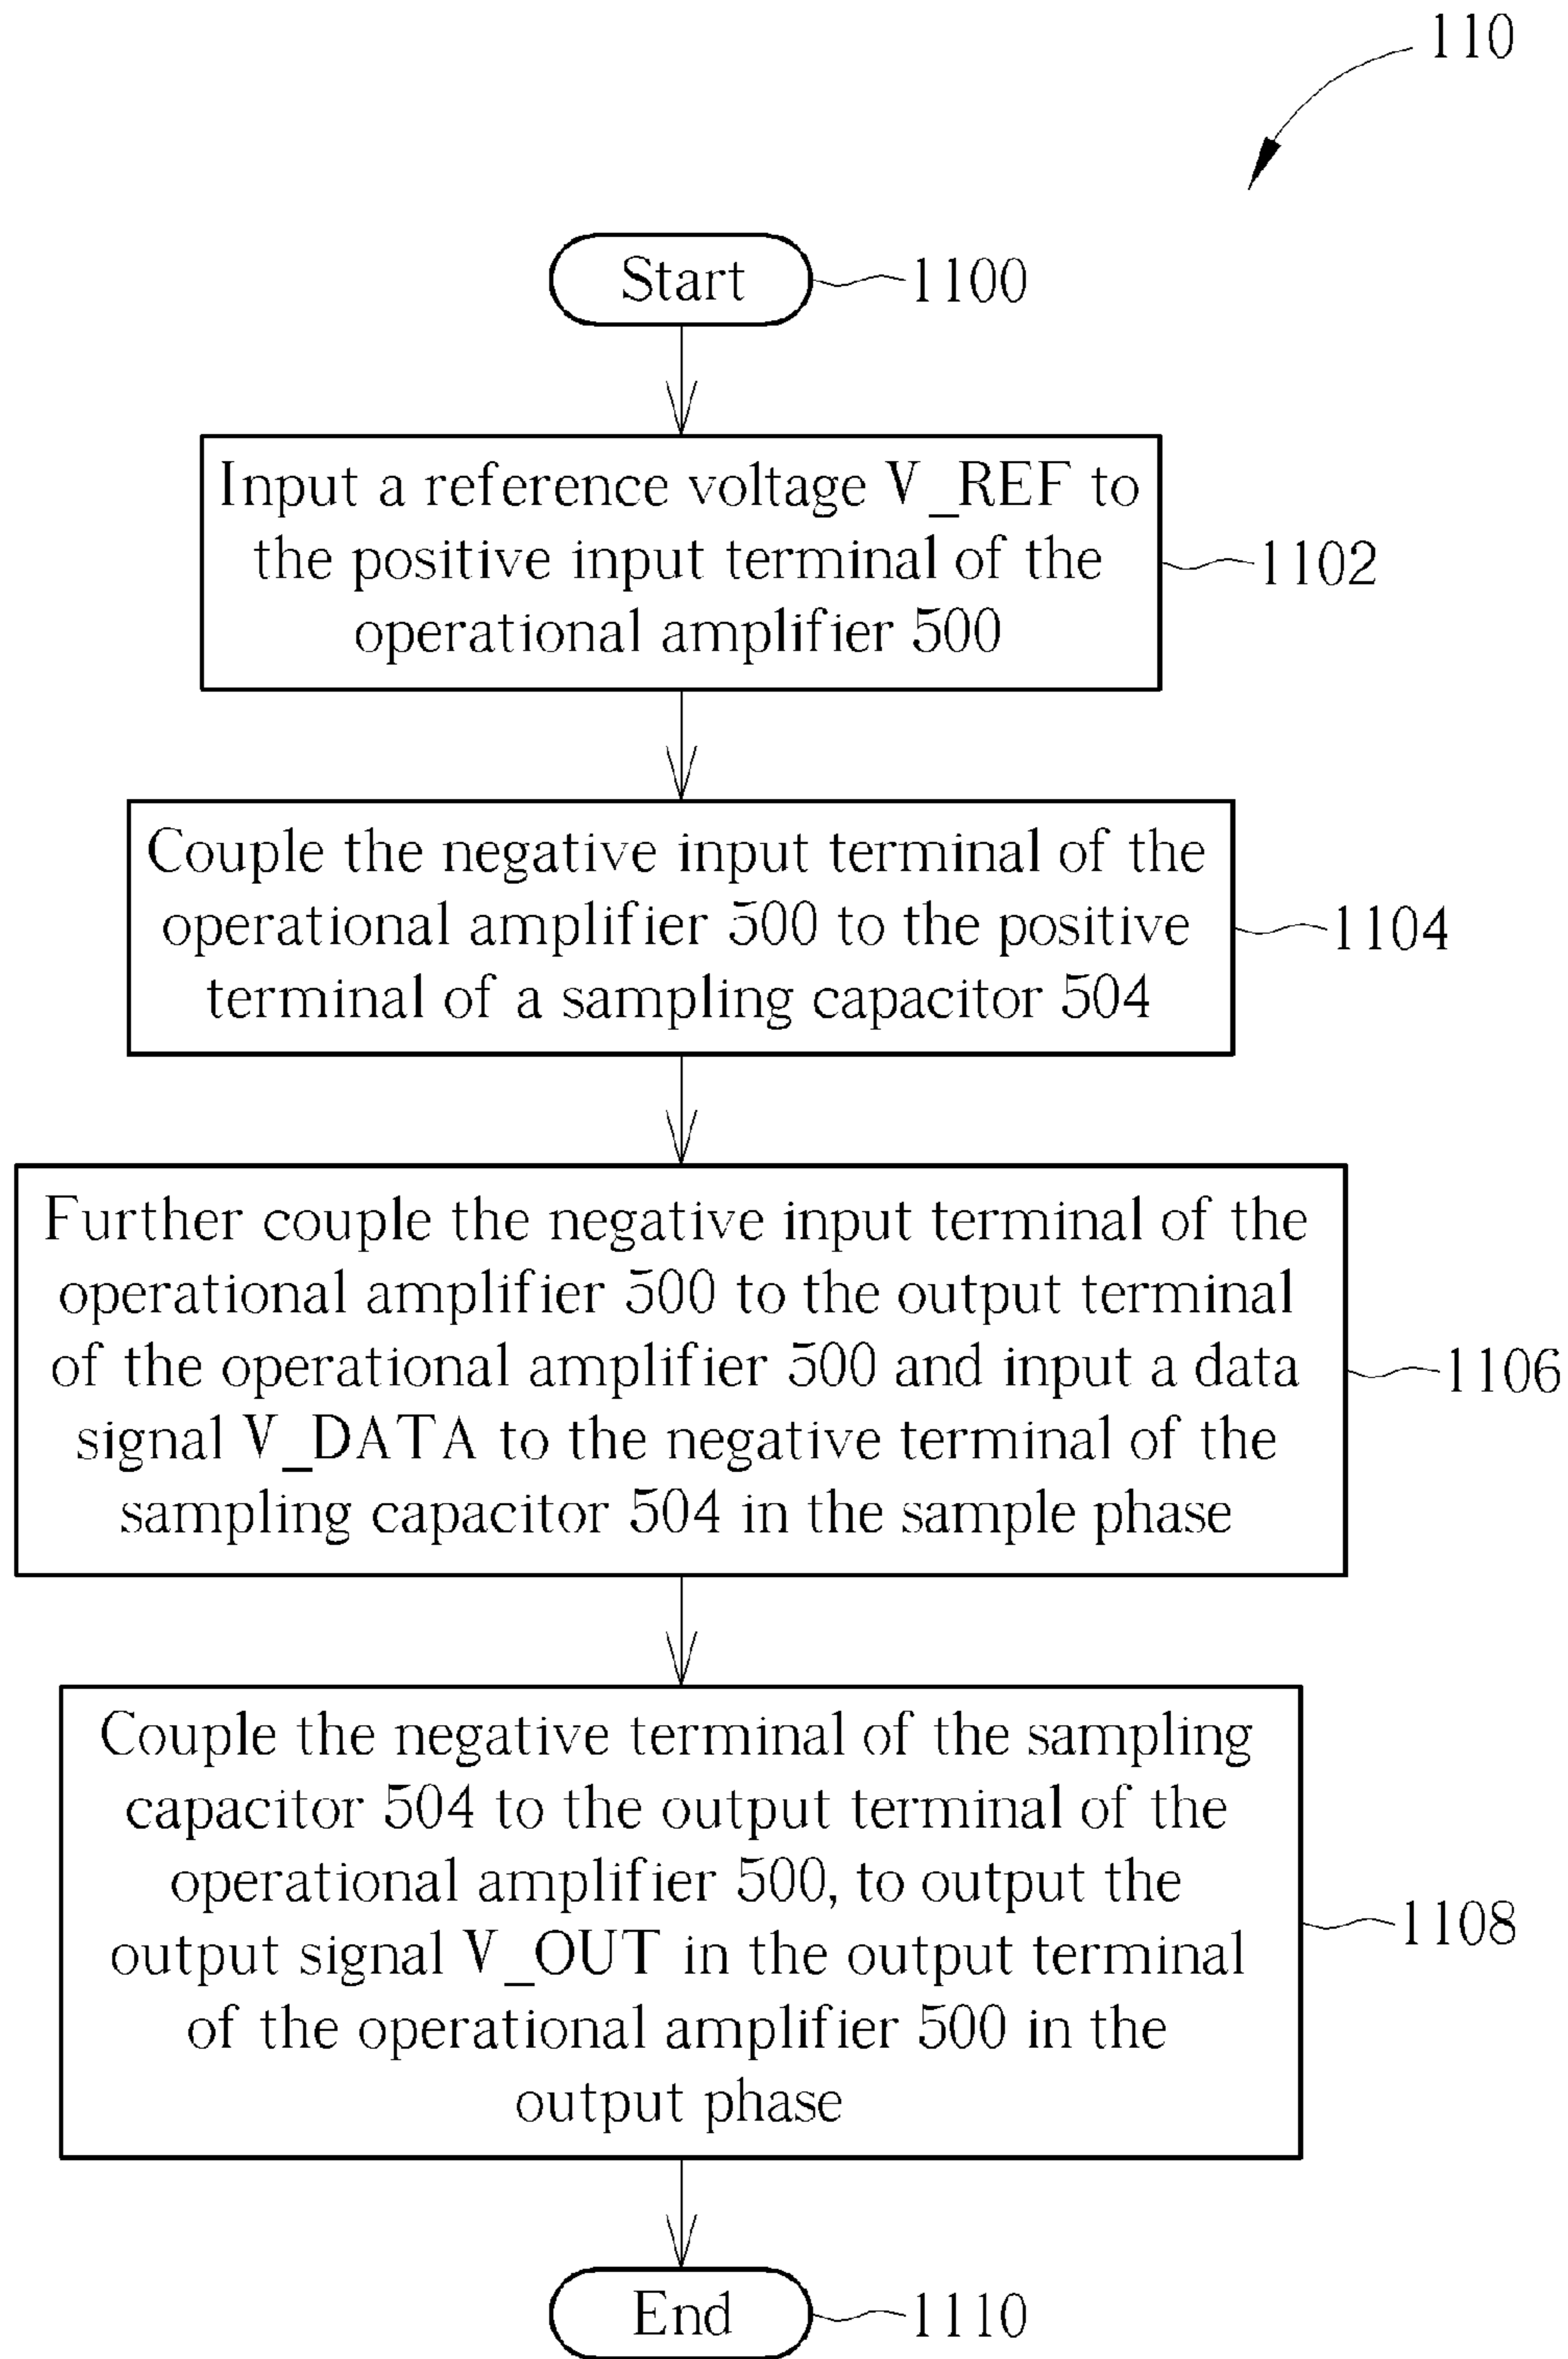 110
Start
1100
Input a reference voltage V_REF to
the positive input terminal of the
operational amplifier 500
1102
Couple the negative input terminal of the
operational amplifier 500 to the positive
terminal of a sampling capacitor 504
1104
Further couple the negative input terminal of the
operational amplifier 500 to the output terminal
of the operational amplifier 500 and input a data
signal V_DATA to the negative terminal of the
sampling capacitor 504 in the sample phase
1106
Couple the negative terminal of the sampling
capacitor 504 to the output terminal of the
operational amplifier 500, to output the
output signal V_OUT in the output terminal
of the operational amplifier 500 in the
output phase
1108
End
1110